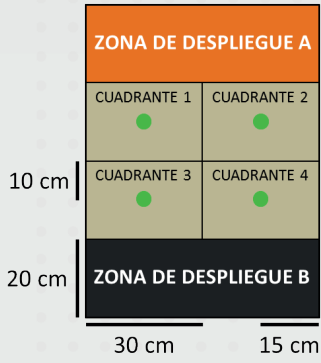 ZONA DE DESPLIEGUE A
CUADRANTE 1 CUADRANTE 2
CUADRANTE 3 CUADRANTE 4
10 cm
20 cm
ZONA DE DESPLIEGUE B
30 cm 15 cm